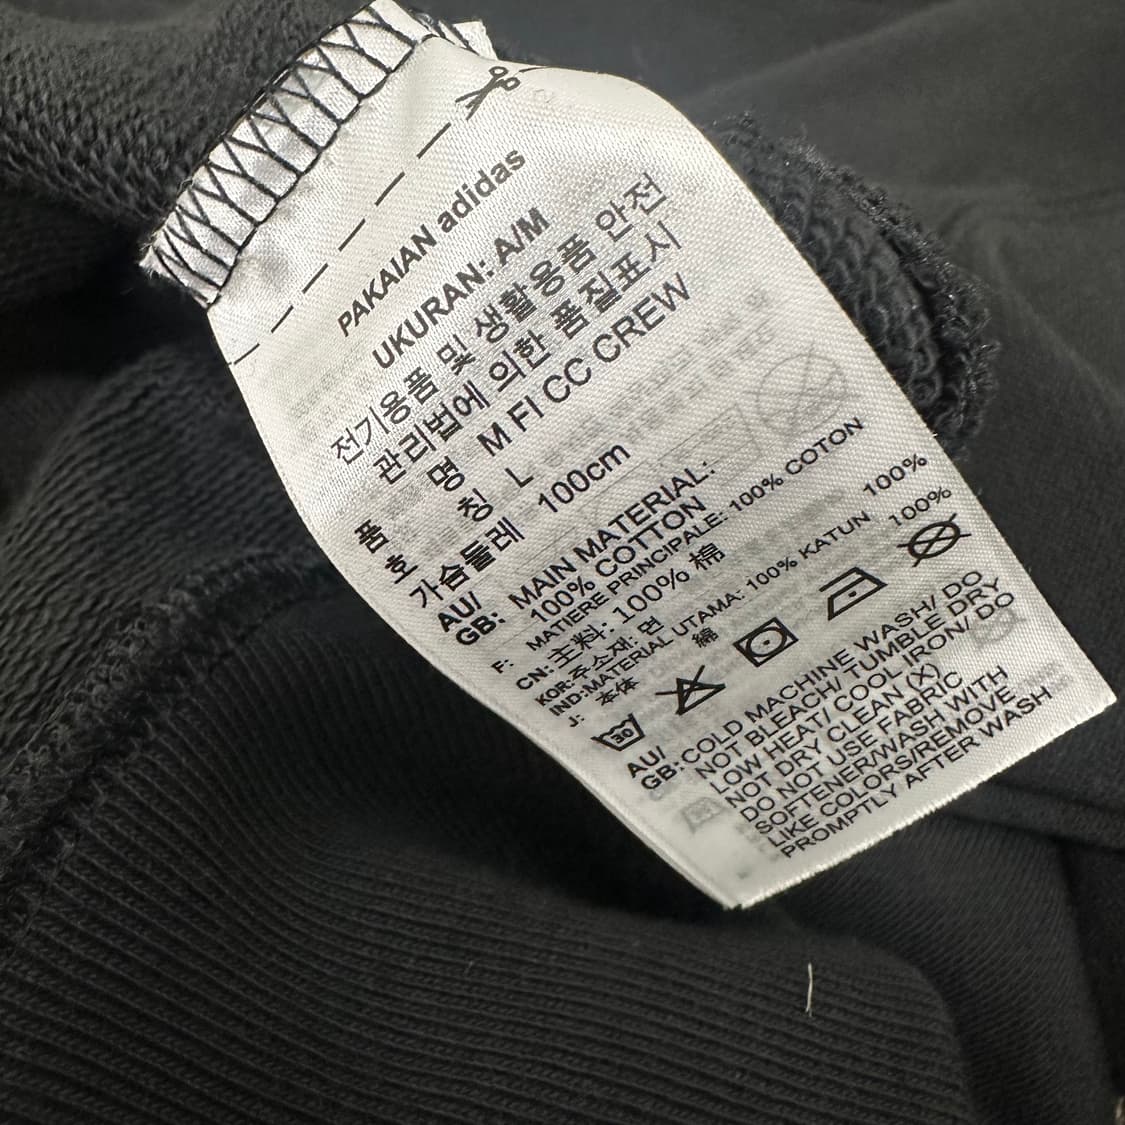 PAKAIAN adidas
UKURAN: A/M
전기용품 및 생활용품 안전
관리법에 의한 품질표시
품 명 M FI CC CREW
호 칭 L
가슴둘레 100cm
AU/
GB: MAIN MATERIAL:
100% COTTON
F: MATIERE PRINCIPALE: 100% COTON
CN: 主料: 100% 棉
KOR: 주소재: 면 100%
IND: MATERIAL UTAMA: 100% KATUN
J: 本体 綿 100%
30
AU/
GB: COLD MACHINE WASH/ DO
NOT BLEACH/ TUMBLE DRY
LOW HEAT/ COOL IRON/ DO
NOT DRY CLEAN (X)
DO NOT USE FABRIC
SOFTENER/WASH WITH
LIKE COLORS/REMOVE
PROMPTLY AFTER WASH